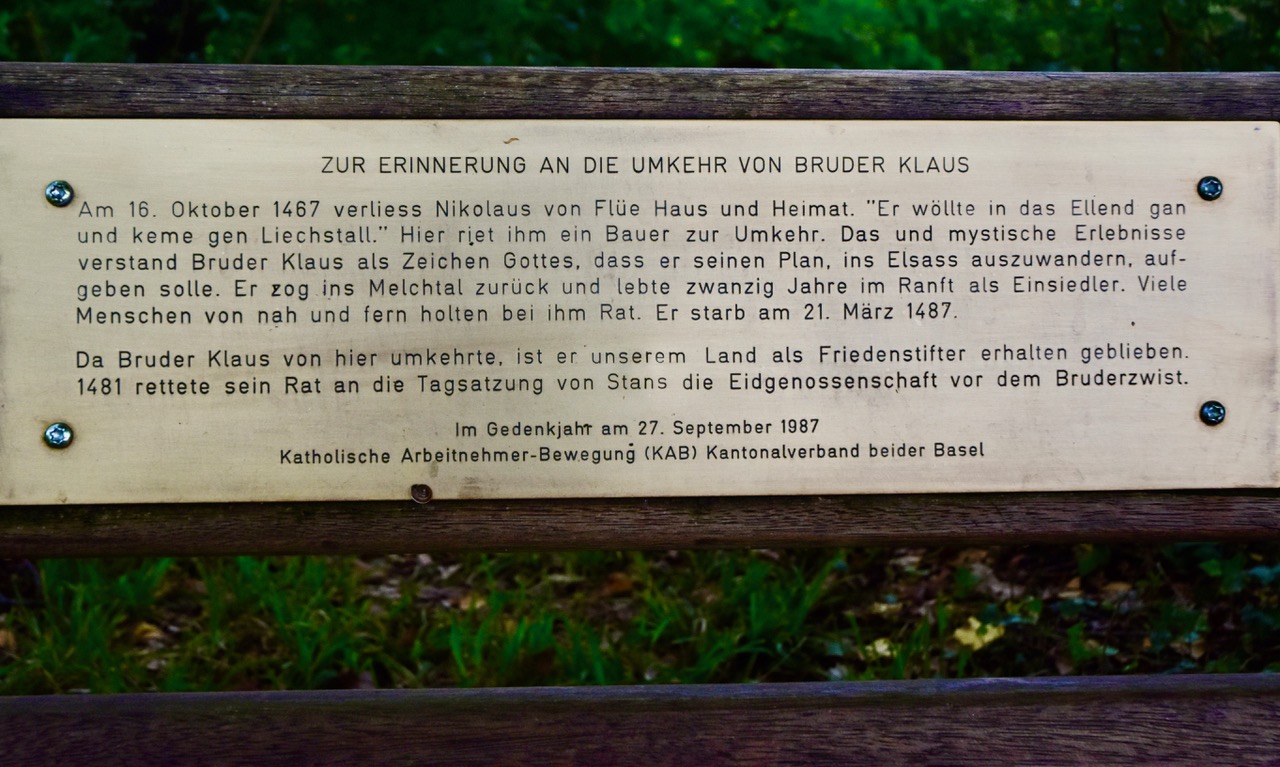 ZUR ERINNERUNG AN DIE UMKEHR VON BRUDER KLAUS
Am 16. Oktober 1467 verliess Nikolaus von Flüe Haus und Heimat. "Er wöllte in das Ellend gan
und keme gen Liechstall." Hier riet ihm ein Bauer zur Umkehr. Das und mystische Erlebnisse
verstand Bruder Klaus als Zeichen Gottes, dass er seinen Plan, ins Elsass auszuwandern, auf-
geben solle. Er zog ins Melchtal zurück und lebte zwanzig Jahre im Ranft als Einsiedler. Viele
Menschen von nah und fern holten bei ihm Rat. Er starb am 21. März 1487.
Da Bruder Klaus von hier umkehrte, ist er unserem Land als Friedenstifter erhalten geblieben.
1481 rettete sein Rat an die Tagsatzung von Stans die Eidgenossenschaft vor dem Bruderzwist.
Im Gedenkjahr am 27. September 1987
Katholische Arbeitnehmer-Bewegung (KAB) Kantonalverband beider Basel